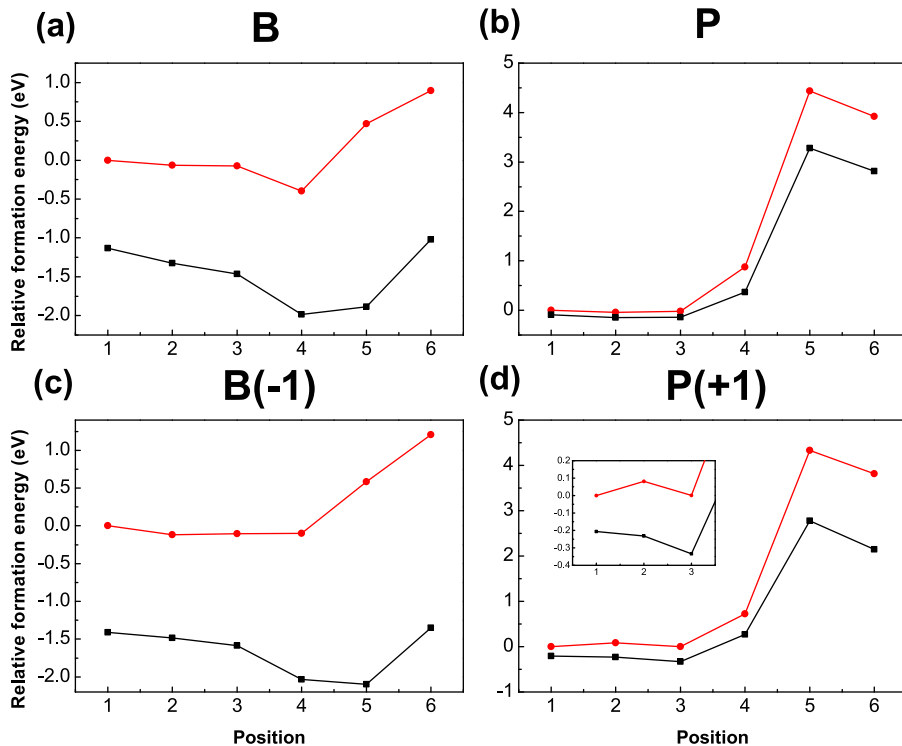 (a) B
Relative formation energy (eV)
1.0
0.5
0.0
-0.5
-1.0
-1.5
-2.0
1 2 3 4 5 6
(b) P
5
4
3
2
1
0
1 2 3 4 5 6
(c) B(-1)
Relative formation energy (eV)
1.0
0.5
0.0
-0.5
-1.0
-1.5
-2.0
1 2 3 4 5 6
Position
(d) P(+1)
5
4
3
2
1
0
-1
0.2
0.1
0.0
-0.1
-0.2
-0.3
-0.4
1 2 3
1 2 3 4 5 6
Position